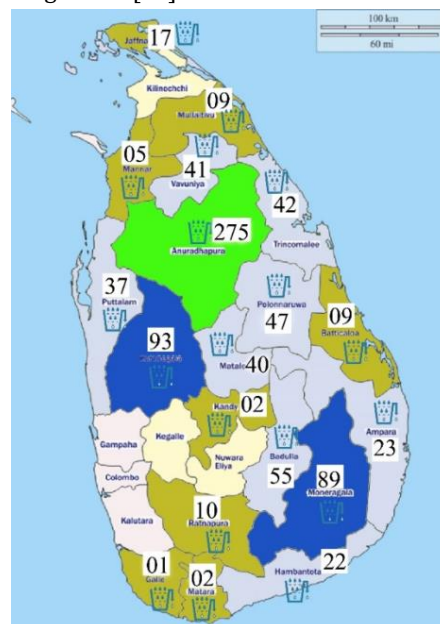 100 km
60 mi
17
Jaffna
Kilinochchi
09
Mullaitivu
05
Mannar
41
Vavuniya
42
Trincomalee
275
Anuradhapura
37
Puttalam
Polonnaruwa
47
09
Batticaloa
93
Matale
40
Kandy
02
Gampaha
Kegalle
Nuwara
Eliya
Badulla
55
Ampara
23
Colombo
89
Moneragala
Kalutara
10
Ratnapura
22
Hambantota
01
Galle
02
Matara